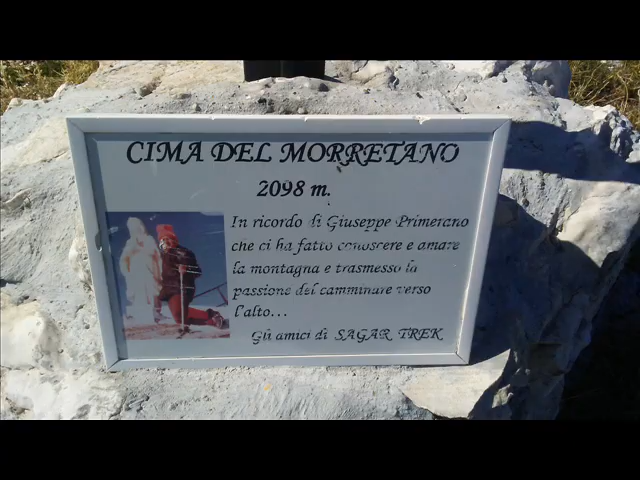 CIMA DEL MORRETANO
2098 m.
In ricordo di Giuseppe Primerano
che ci ha fatto conoscere e amare
la montagna e trasmesso la
passione del camminare verso
l'alto...
Gli amici di SAGAR TREK